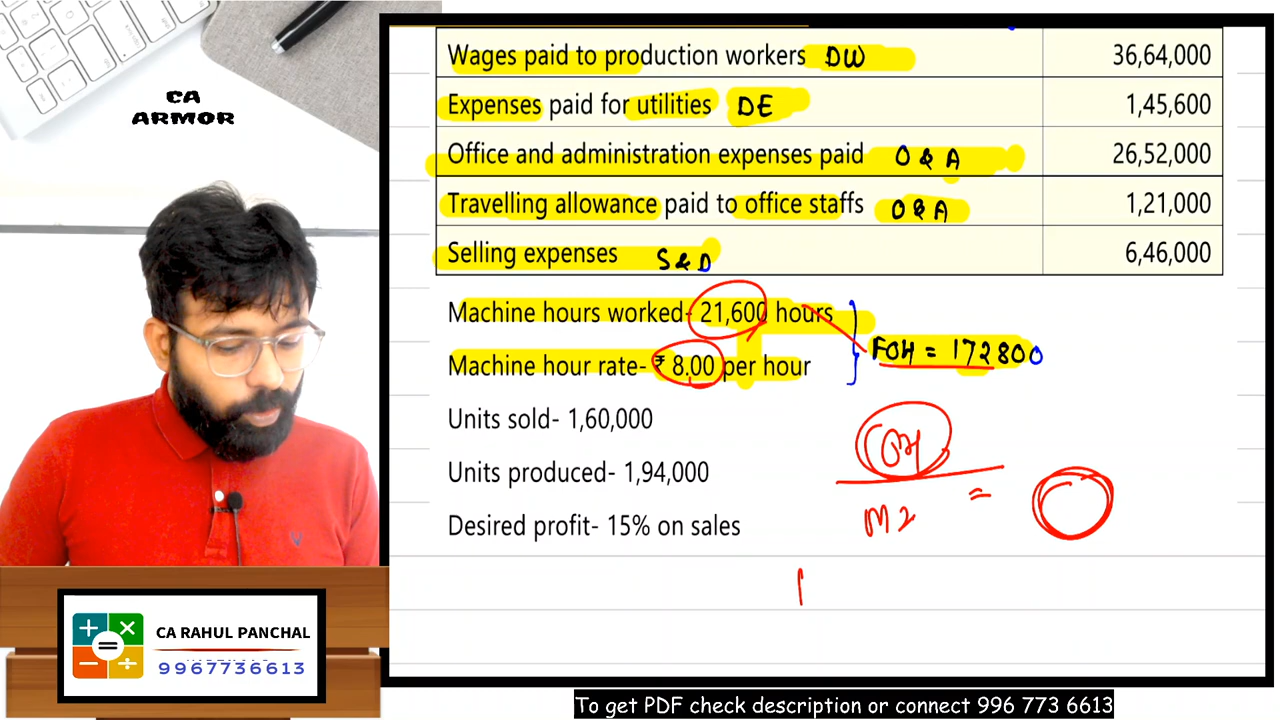 CA
ARMOR
Wages paid to production workers DW 36,64,000
Expenses paid for utilities DE 1,45,600
Office and administration expenses paid O & A 26,52,000
Travelling allowance paid to office staffs O & A 1,21,000
Selling expenses S & D 6,46,000
Machine hours worked- 21,600 hours
Machine hour rate- ₹ 8.00 per hour
FOH = 172800
Units sold- 1,60,000
Units produced- 1,94,000
Desired profit- 15% on sales
OH
=
+ ×
=
− ÷
CA RAHUL PANCHAL
9967736613
To get PDF check description or connect 996 773 6613